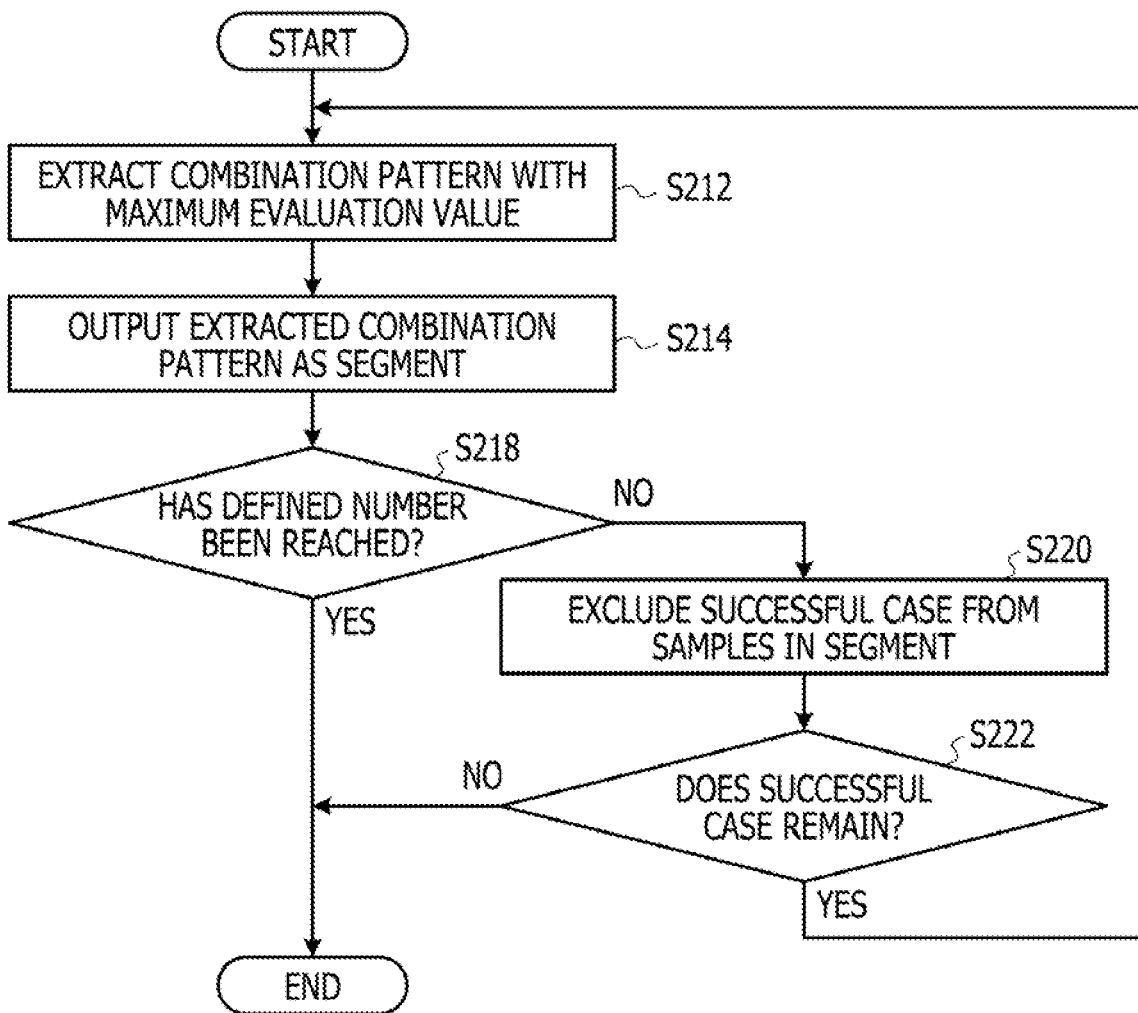 START
EXTRACT COMBINATION PATTERN WITH
MAXIMUM EVALUATION VALUE
S212
OUTPUT EXTRACTED COMBINATION
PATTERN AS SEGMENT
S214
S218
HAS DEFINED NUMBER
BEEN REACHED?
NO
YES
S220
EXCLUDE SUCCESSFUL CASE FROM
SAMPLES IN SEGMENT
S222
DOES SUCCESSFUL
CASE REMAIN?
NO
YES
END